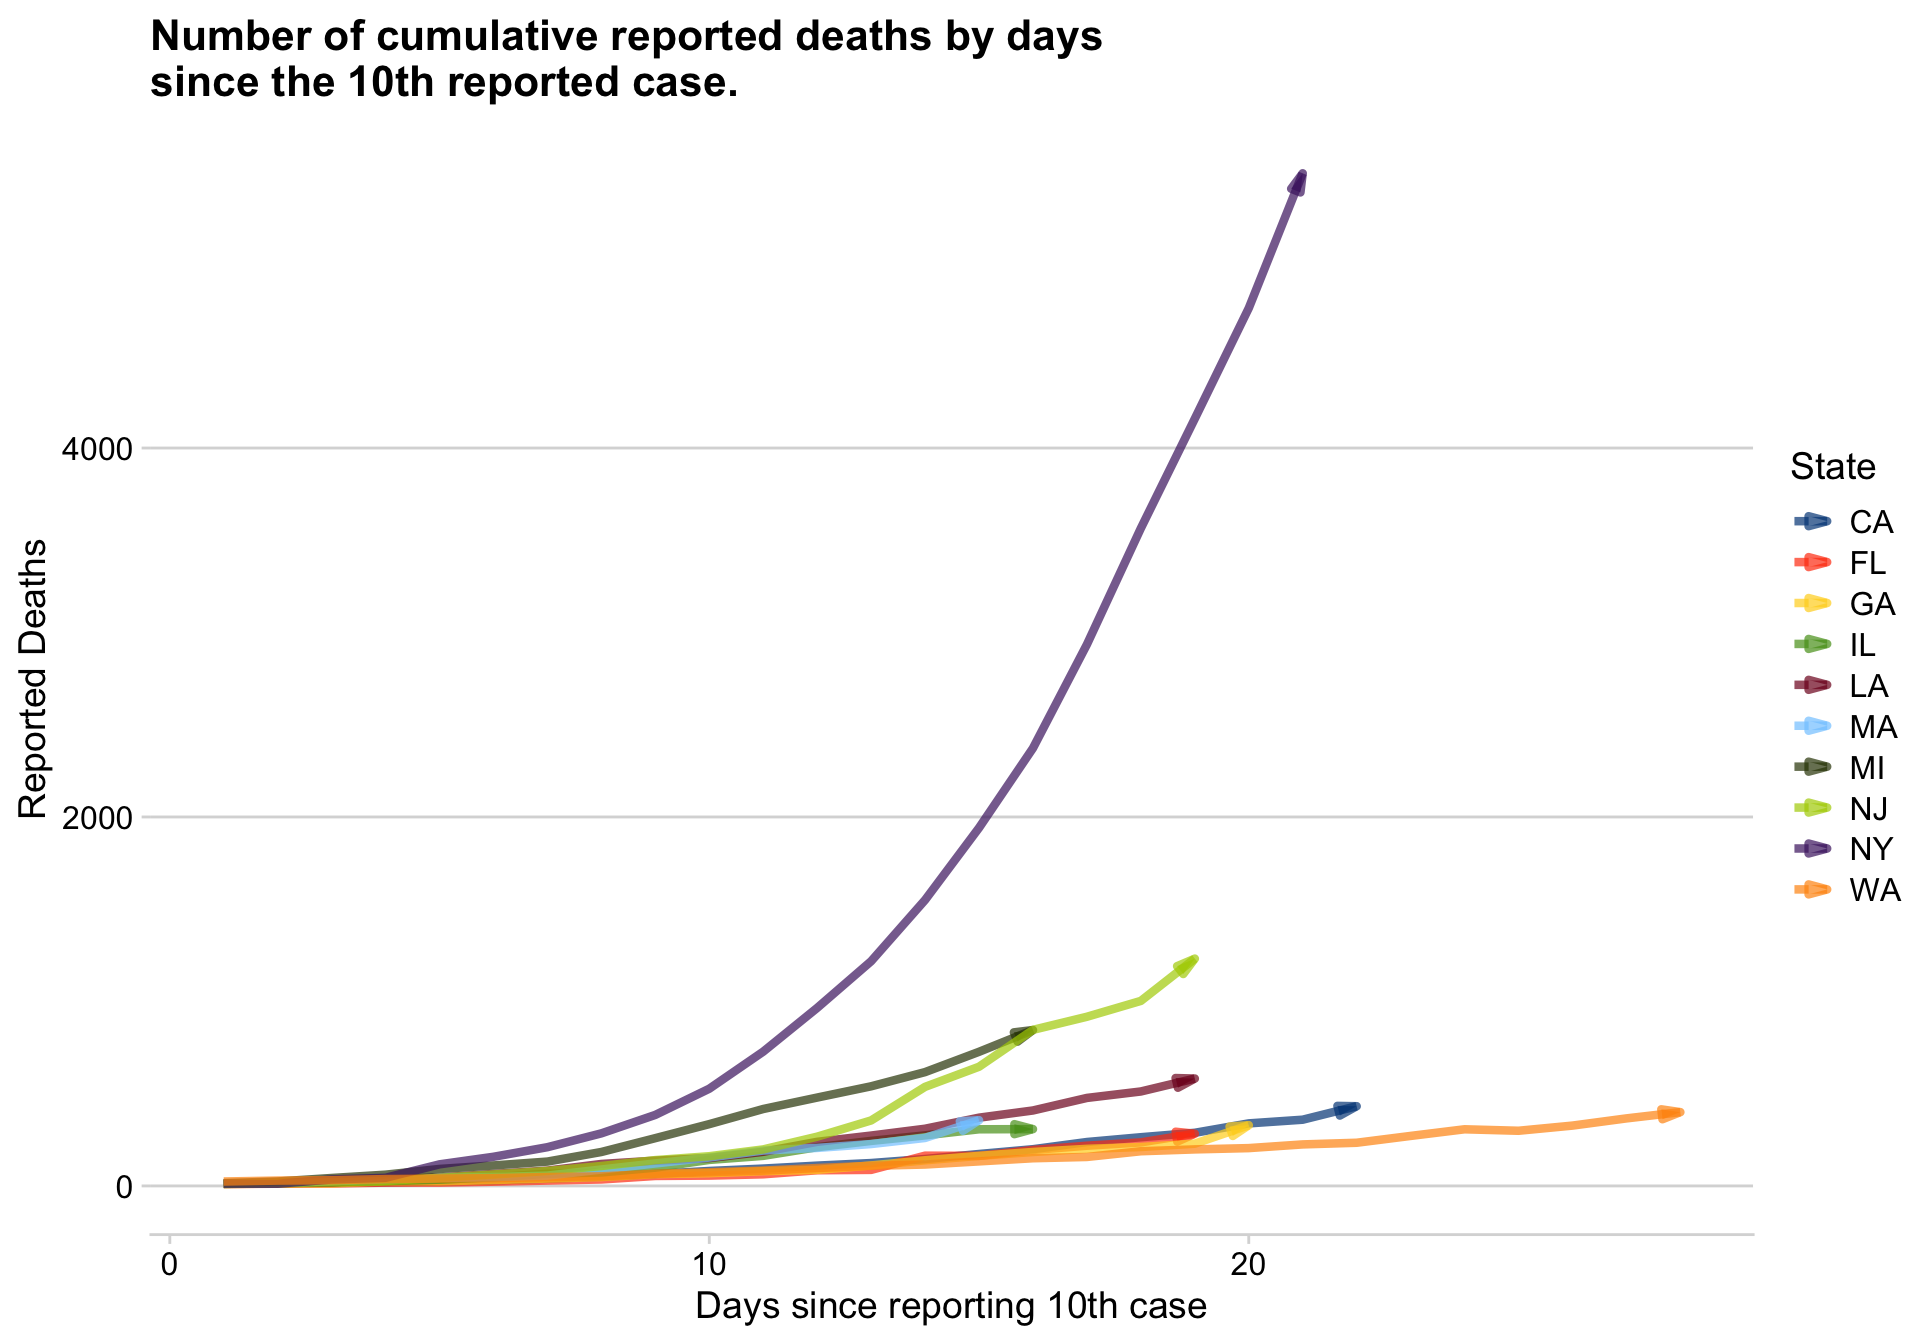 Number of cumulative reported deaths by days
since the 10th reported case.
Reported Deaths
4000
2000
0
0
10
20
Days since reporting 10th case
State
CA
FL
GA
IL
LA
MA
MI
NJ
NY
WA